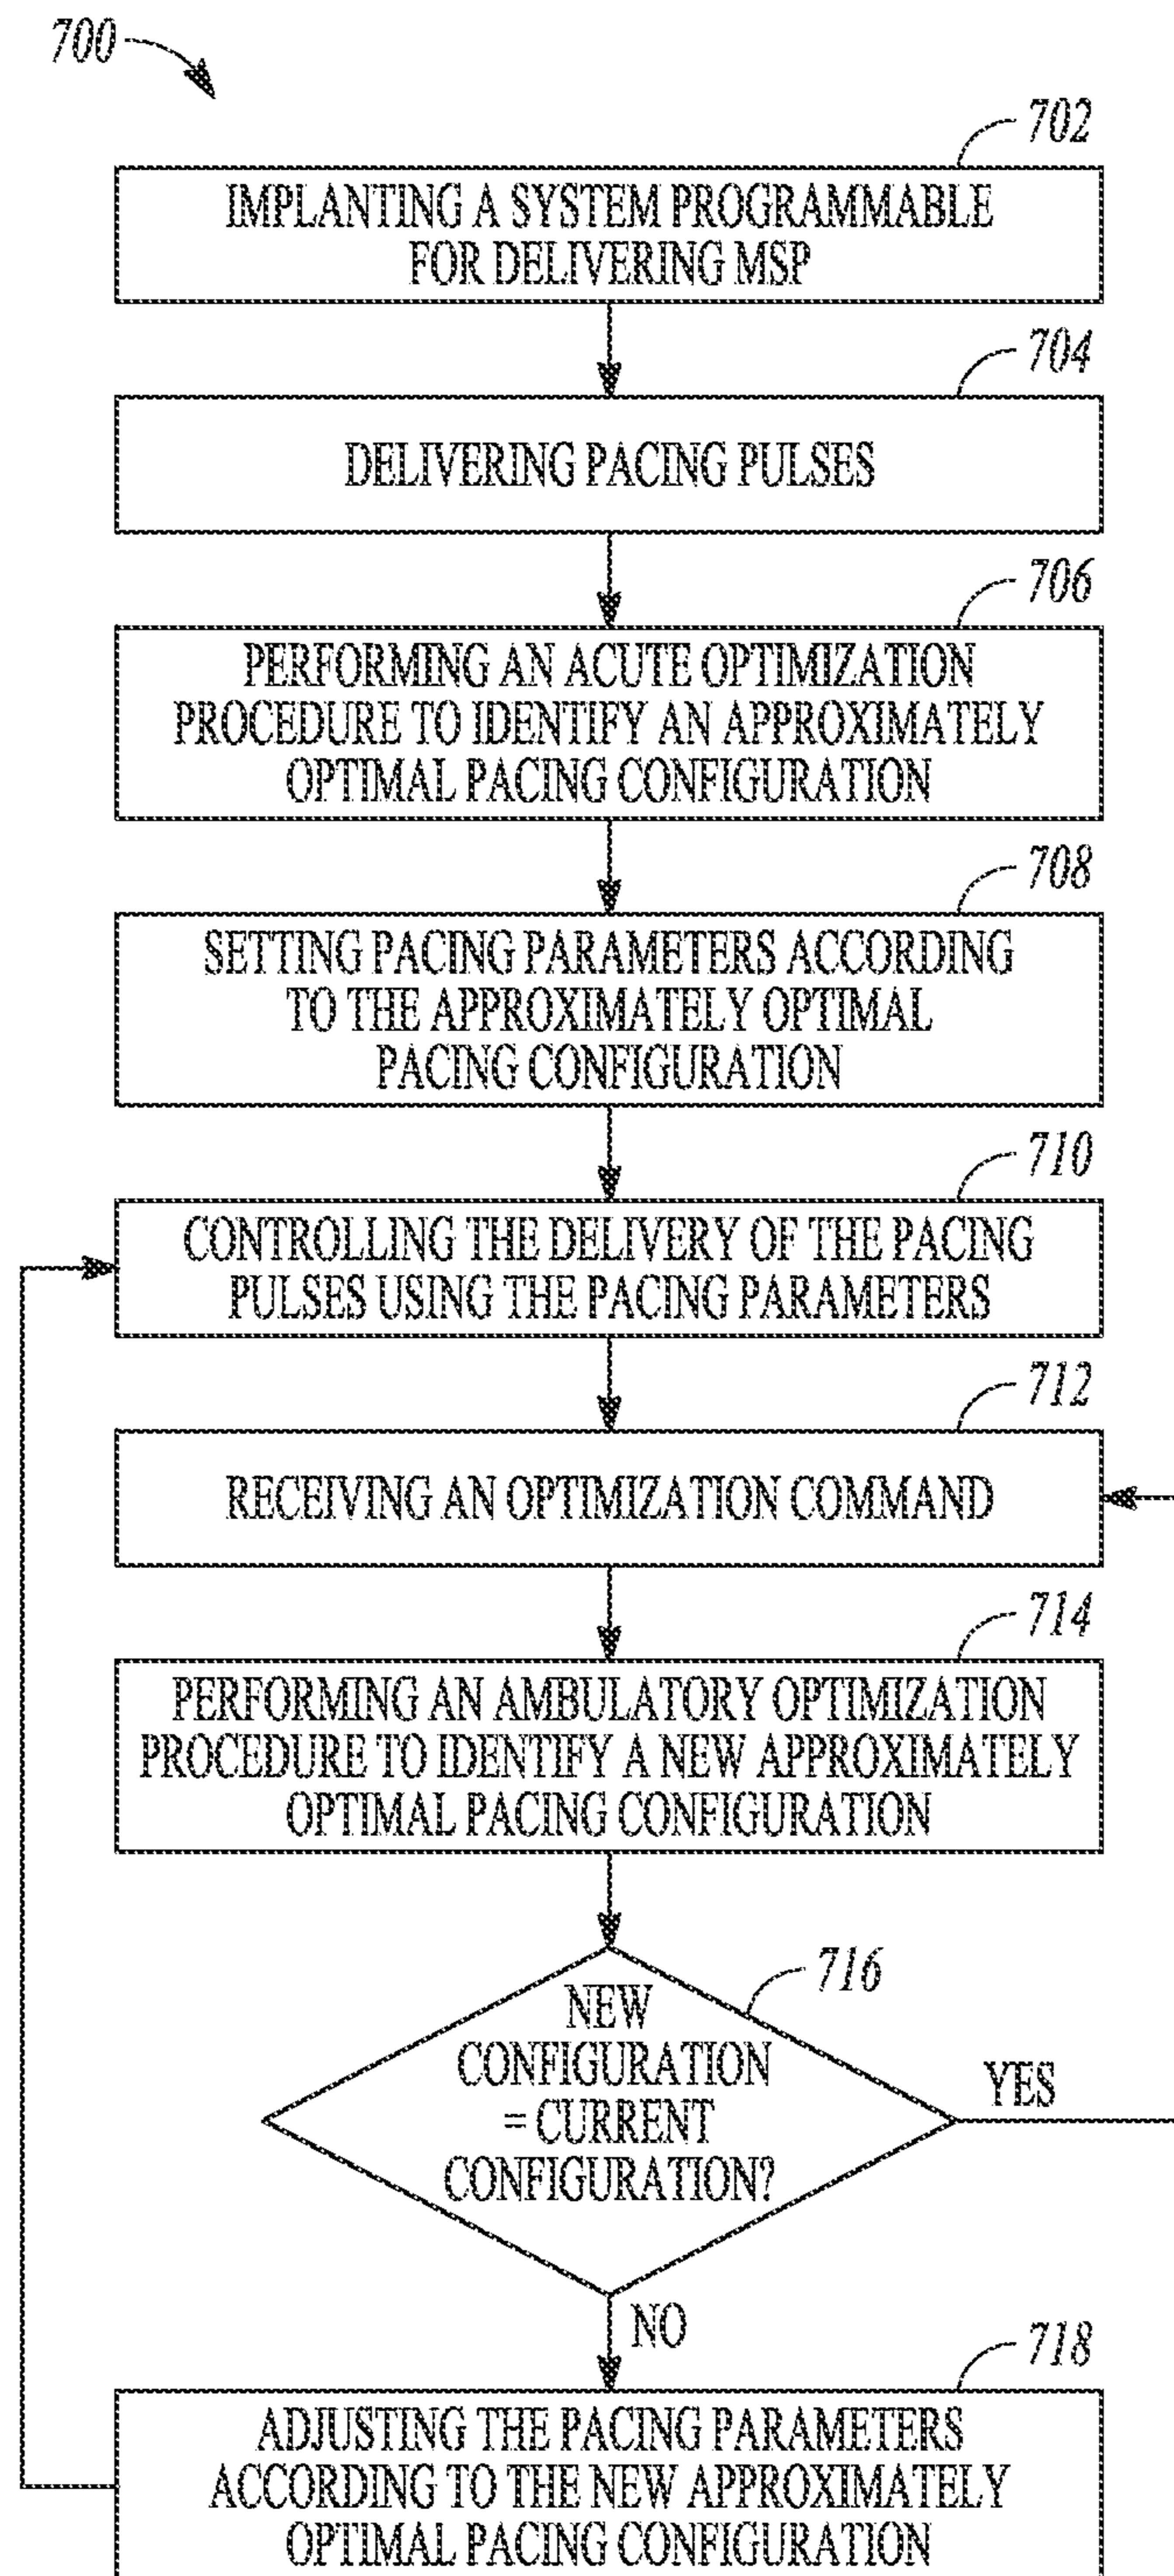 700
702
IMPLANTING A SYSTEM PROGRAMMABLE
FOR DELIVERING MSP
704
DELIVERING PACING PULSES
706
PERFORMING AN ACUTE OPTIMIZATION
PROCEDURE TO IDENTIFY AN APPROXIMATELY
OPTIMAL PACING CONFIGURATION
708
SETTING PACING PARAMETERS ACCORDING
TO THE APPROXIMATELY OPTIMAL
PACING CONFIGURATION
710
CONTROLLING THE DELIVERY OF THE PACING
PULSES USING THE PACING PARAMETERS
712
RECEIVING AN OPTIMIZATION COMMAND
714
PERFORMING AN AMBULATORY OPTIMIZATION
PROCEDURE TO IDENTIFY A NEW APPROXIMATELY
OPTIMAL PACING CONFIGURATION
716
NEW
CONFIGURATION
= CURRENT
CONFIGURATION?
YES
NO
718
ADJUSTING THE PACING PARAMETERS
ACCORDING TO THE NEW APPROXIMATELY
OPTIMAL PACING CONFIGURATION